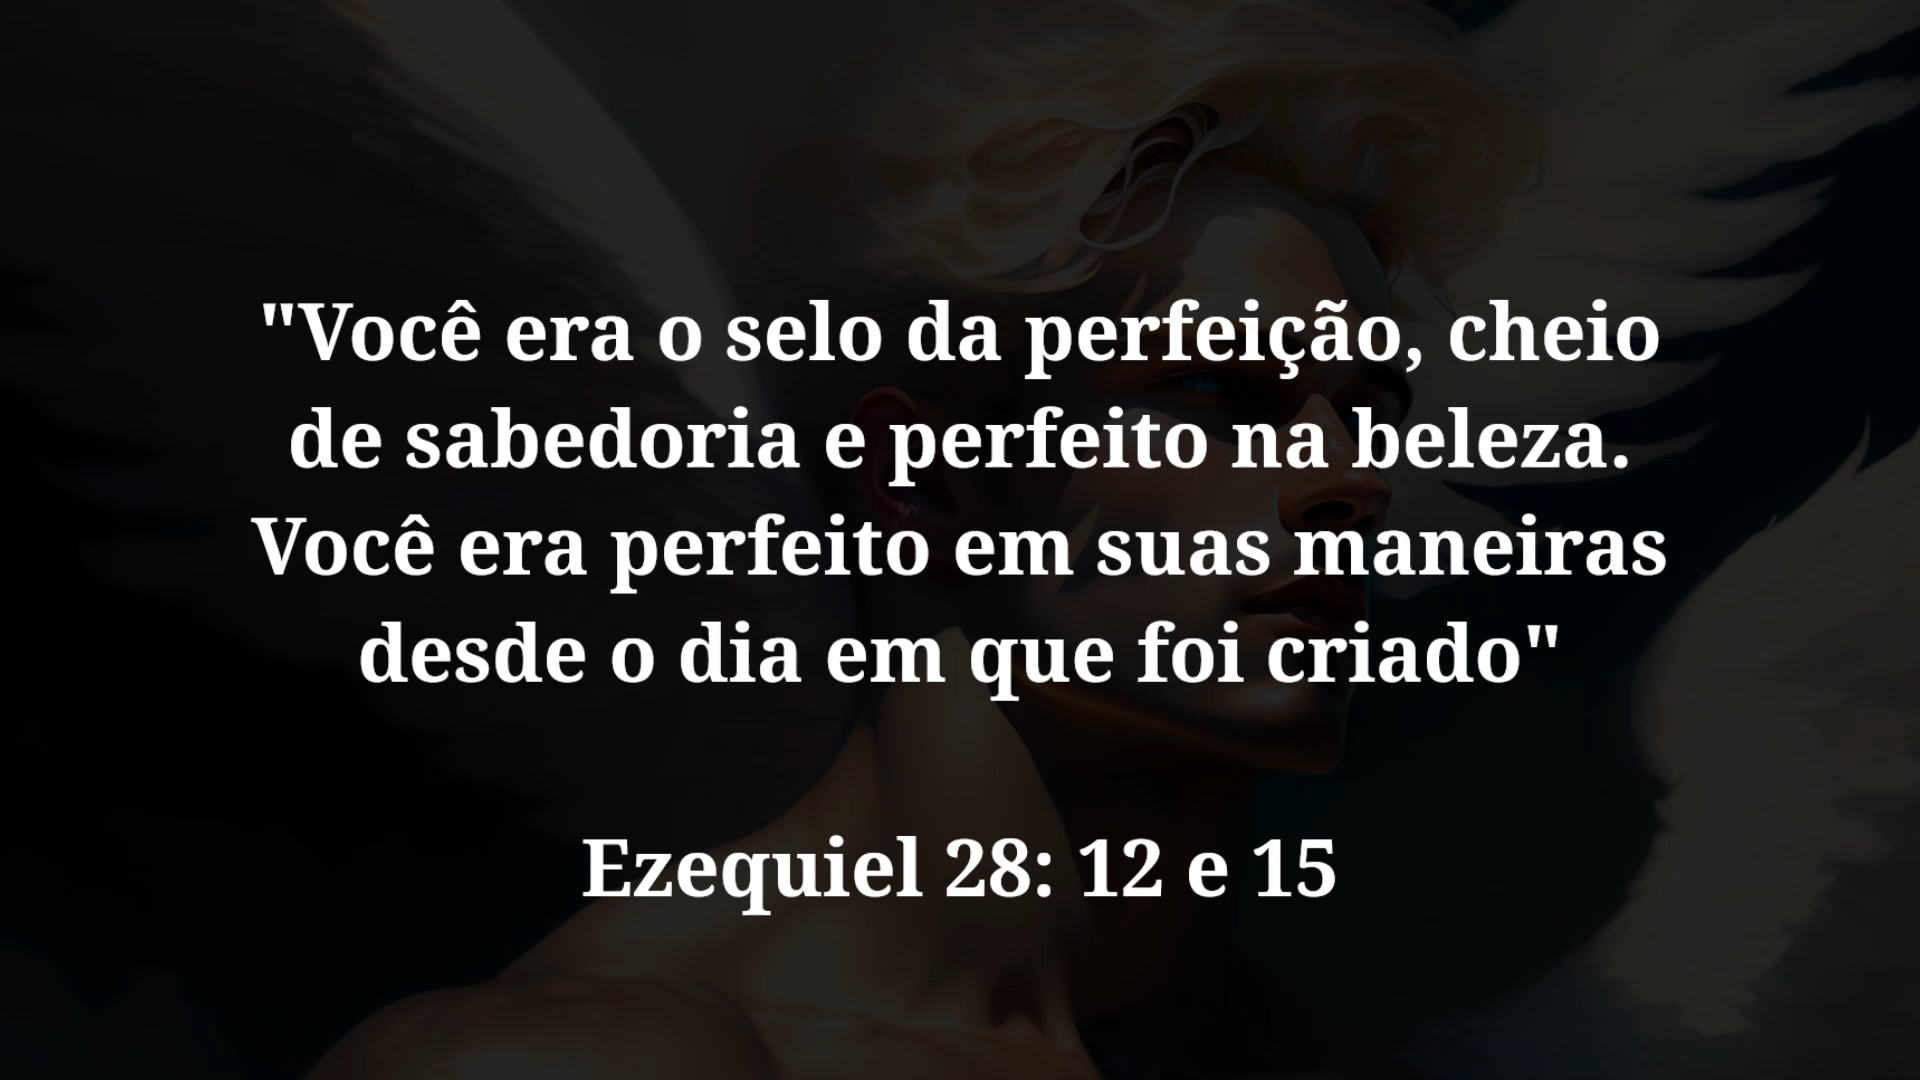 "Você era o selo da perfeição, cheio
de sabedoria e perfeito na beleza.
Você era perfeito em suas maneiras
desde o dia em que foi criado"
Ezequiel 28: 12 e 15